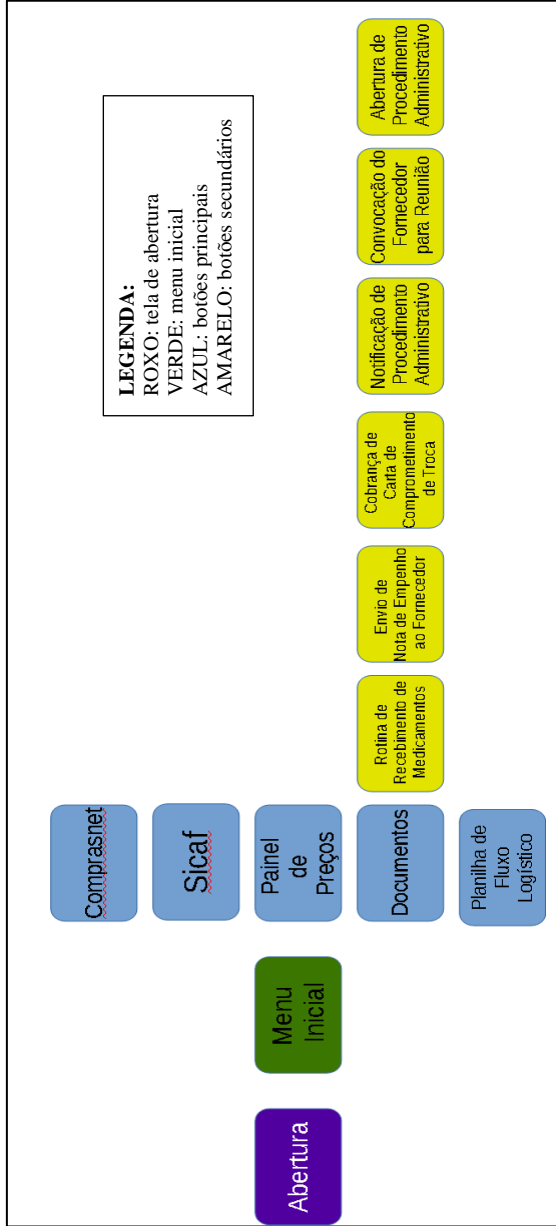 Abertura
Menu
Inicial
Comprasnet
Sicaf
Painel
de
Preços
Documentos
Planilha de
Fluxo
Logístico
Rotina de
Recebimento de
Medicamentos
Envio de
Nota de Empenho
ao Fornecedor
Cobrança de
Carta de
Comprometimento
de Troca
Notificação de
Procedimento
Administrativo
Convocação do
Fornecedor
para Reunião
Abertura de
Procedimento
Administrativo
LEGENDA:
ROXO: tela de abertura
VERDE: menu inicial
AZUL: botões principais
AMARELO: botões secundários